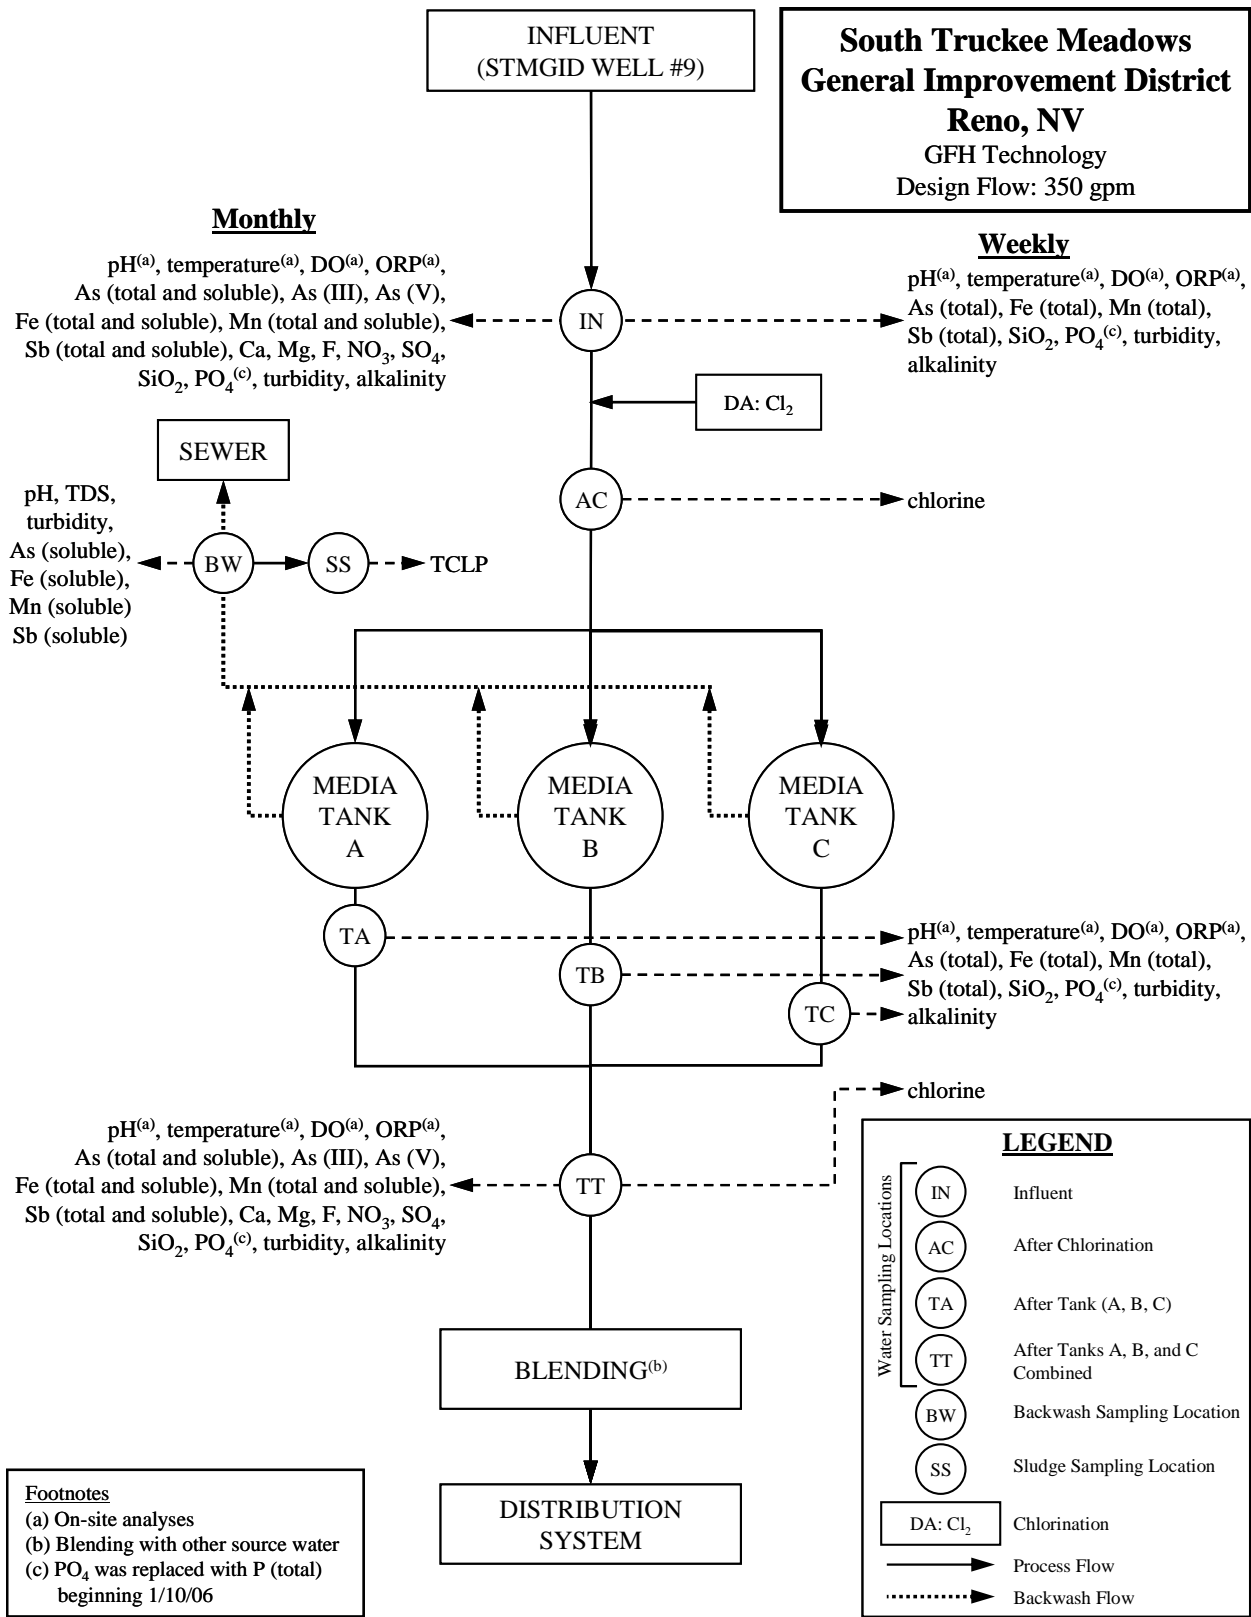 INFLUENT
(STMGID WELL #9)
South Truckee Meadows
General Improvement District
Reno, NV
GFH Technology
Design Flow: 350 gpm
Monthly
pH(a), temperature(a), DO(a), ORP(a),
As (total and soluble), As (III), As (V),
Fe (total and soluble), Mn (total and soluble),
Sb (total and soluble), Ca, Mg, F, NO3, SO4,
SiO2, PO4(c), turbidity, alkalinity
IN
Weekly
pH(a), temperature(a), DO(a), ORP(a),
As (total), Fe (total), Mn (total),
Sb (total), SiO2, PO4(c), turbidity,
alkalinity
DA: Cl2
SEWER
AC
chlorine
pH, TDS,
turbidity,
As (soluble),
Fe (soluble),
Mn (soluble)
Sb (soluble)
BW
SS
TCLP
MEDIA
TANK
A
MEDIA
TANK
B
MEDIA
TANK
C
TA
TB
TC
pH(a), temperature(a), DO(a), ORP(a),
As (total), Fe (total), Mn (total),
Sb (total), SiO2, PO4(c), turbidity,
alkalinity
chlorine
pH(a), temperature(a), DO(a), ORP(a),
As (total and soluble), As (III), As (V),
Fe (total and soluble), Mn (total and soluble),
Sb (total and soluble), Ca, Mg, F, NO3, SO4,
SiO2, PO4(c), turbidity, alkalinity
TT
BLENDING(b)
DISTRIBUTION
SYSTEM
LEGEND
Water Sampling Locations
IN Influent
AC After Chlorination
TA After Tank (A, B, C)
TT After Tanks A, B, and C
Combined
BW Backwash Sampling Location
SS Sludge Sampling Location
DA: Cl2 Chlorination
Process Flow
Backwash Flow
Footnotes
(a) On-site analyses
(b) Blending with other source water
(c) PO4 was replaced with P (total)
beginning 1/10/06